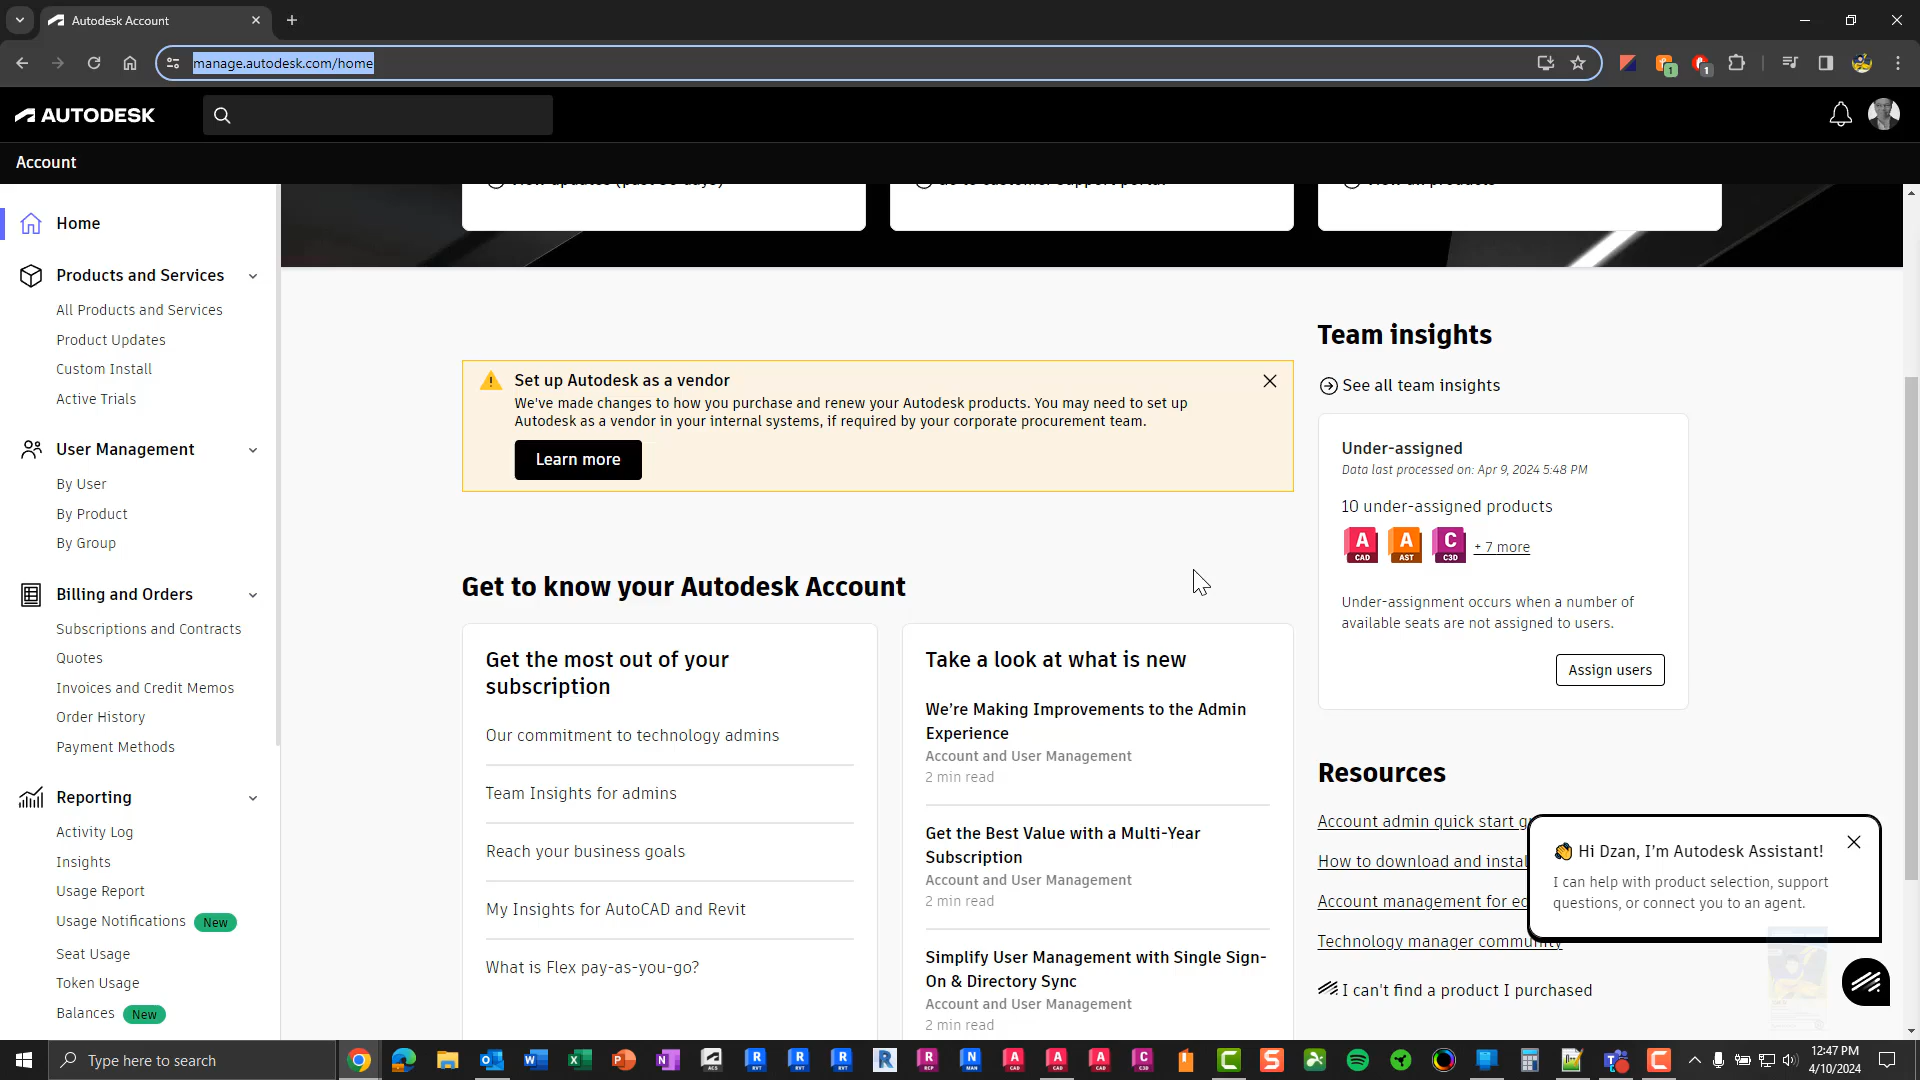 Autodesk Account
manage.autodesk.com/home
1
1
AUTODESK
Account
Home
Products and Services
All Products and Services
Product Updates
Custom Install
Active Trials
User Management
By User
By Product
By Group
Billing and Orders
Subscriptions and Contracts
Quotes
Invoices and Credit Memos
Order History
Payment Methods
Reporting
Activity Log
Insights
Usage Report
Usage Notifications New
Seat Usage
Token Usage
Balances New
Set up Autodesk as a vendor
We've made changes to how you purchase and renew your Autodesk products. You may need to set up
Autodesk as a vendor in your internal systems, if required by your corporate procurement team.
Learn more
Get to know your Autodesk Account
Get the most out of your
subscription
Our commitment to technology admins
Team Insights for admins
Reach your business goals
My Insights for AutoCAD and Revit
What is Flex pay-as-you-go?
Take a look at what is new
We’re Making Improvements to the Admin
Experience
Account and User Management
2 min read
Get the Best Value with a Multi-Year
Subscription
Account and User Management
2 min read
Simplify User Management with Single Sign-
On & Directory Sync
Account and User Management
2 min read
Team insights
See all team insights
Under-assigned
Data last processed on: Apr 9, 2024 5:48 PM
10 under-assigned products
A CAD A AST C C3D + 7 more
Under-assignment occurs when a number of
available seats are not assigned to users.
Assign users
Resources
Account admin quick start
How to download and
Account management for
Technology manager community
I can't find a product I purchased
Hi Dzan, I’m Autodesk Assistant!
I can help with product selection, support
questions, or connect you to an agent.
Type here to search
12:47 PM
4/10/2024